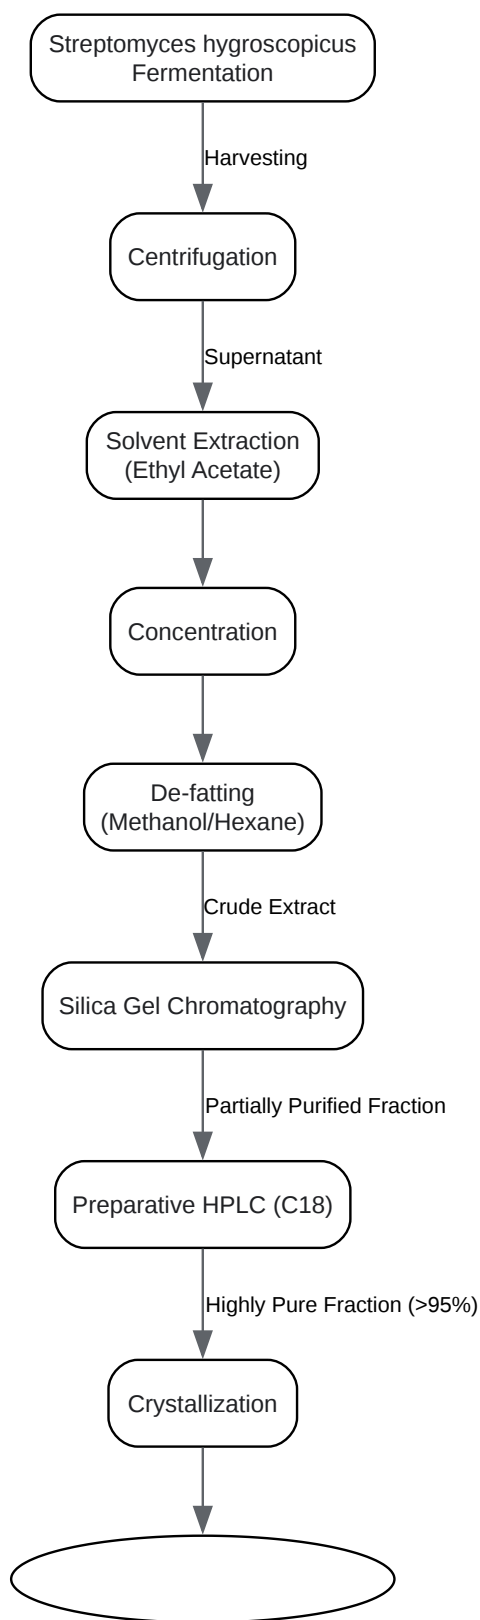 Streptomyces hygroscopicus
Fermentation
Harvesting
Centrifugation
Supernatant
Solvent Extraction
(Ethyl Acetate)
Concentration
De-fatting
(Methanol/Hexane)
Crude Extract
Silica Gel Chromatography
Partially Purified Fraction
Preparative HPLC (C18)
Highly Pure Fraction (>95%)
Crystallization